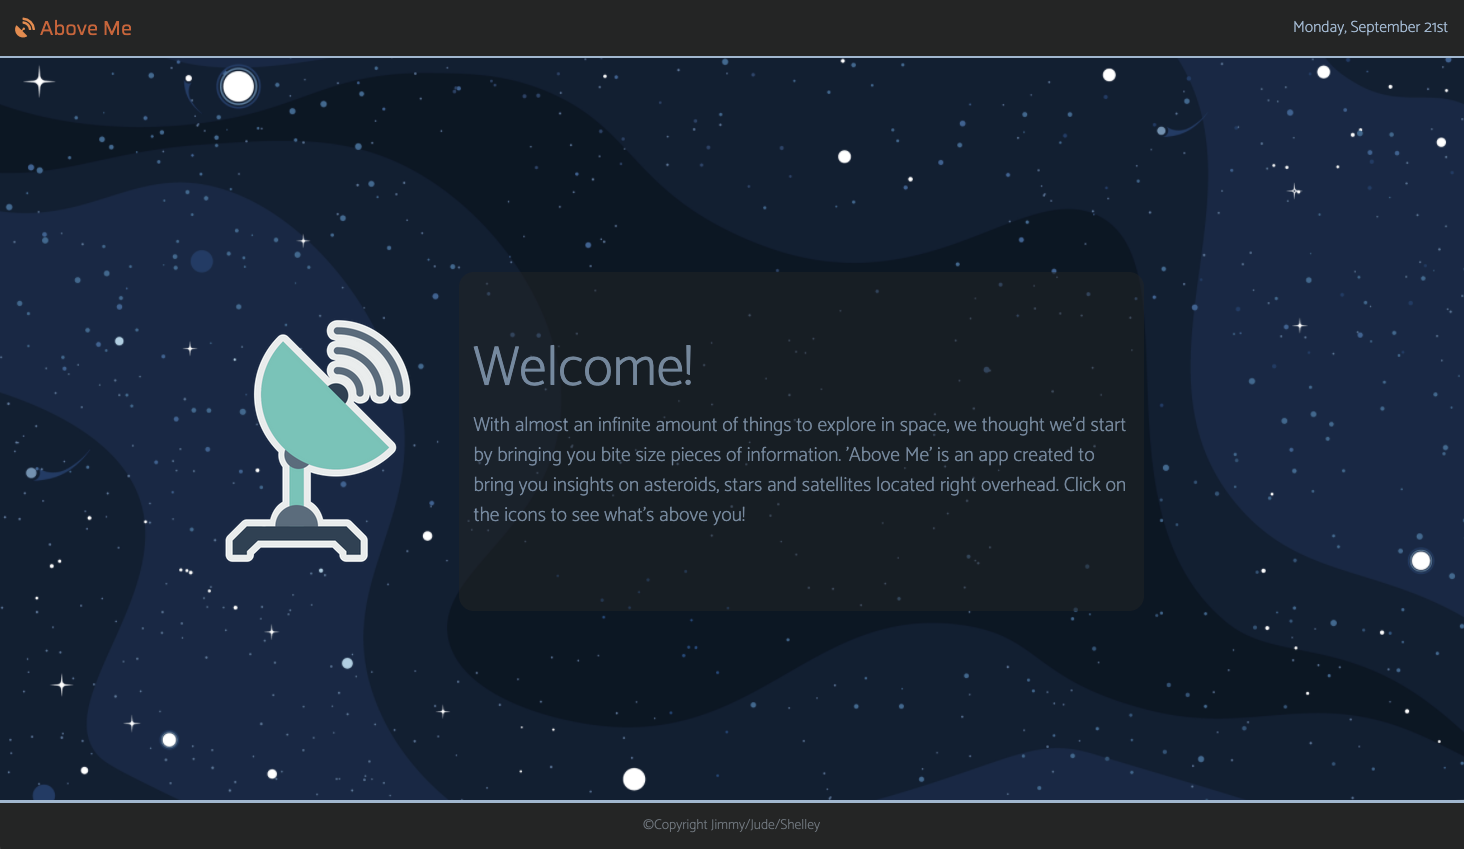 Above Me
Monday, September 21st
Welcome!
With almost an infinite amount of things to explore in space, we thought we'd start
by bringing you bite size pieces of information. 'Above Me' is an app created to
bring you insights on asteroids, stars and satellites located right overhead. Click on
the icons to see what's above you!
©Copyright Jimmy/Jude/Shelley